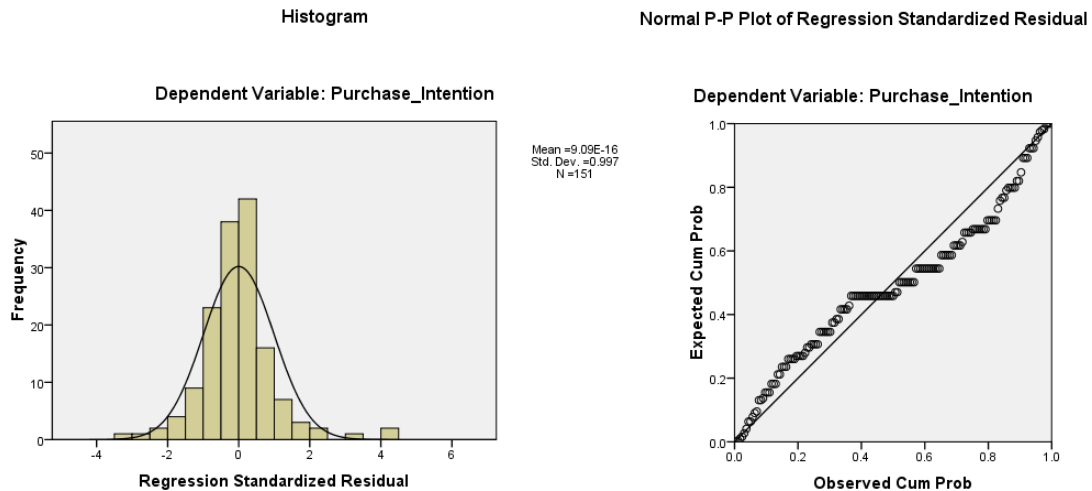 Histogram
Dependent Variable: Purchase_Intention
50
40
30
20
10
0
Frequency
-4 -2 0 2 4 6
Regression Standardized Residual
Mean =9.09E-16
Std. Dev. =0.997
N =151
Normal P-P Plot of Regression Standardized Residual
Dependent Variable: Purchase_Intention
1.0
0.8
0.6
0.4
0.2
0.0
Expected Cum Prob
0.0 0.2 0.4 0.6 0.8 1.0
Observed Cum Prob